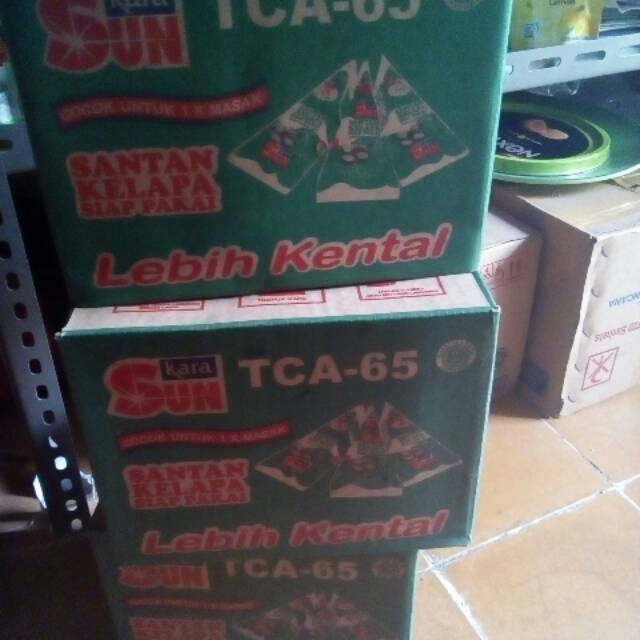 Kara
SUN
TCA-65
COCOK UNTUK 1 X MASAK
SANTAN
KELAPA
SIAP PAKAI
Lebih Kental
Kara
SUN
TCA-65
COCOK UNTUK 1 X MASAK
SANTAN
KELAPA
SIAP PAKAI
Lebih Kental
SUN
TCA-65